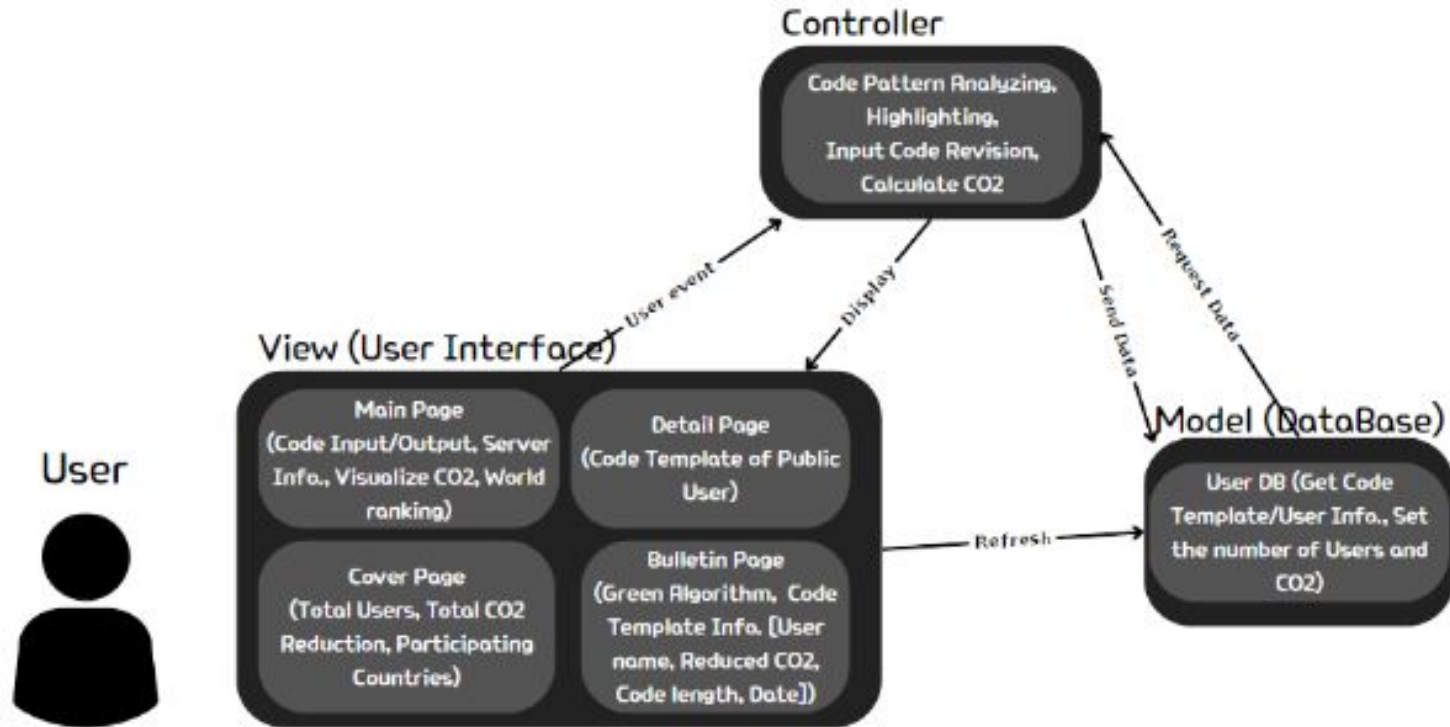 Controller
Code Pattern Analyzing,
Highlighting,
Input Code Revision,
Calculate CO2
User event
Display
Send Data
Request Data
View (User Interface)
Main Page
(Code Input/Output, Server
Info., Visualize CO2, World
ranking)
Detail Page
(Code Template of Public
User)
Cover Page
(Total Users, Total CO2
Reduction, Participating
Countries)
Bulletin Page
(Green Algorithm, Code
Template Info. [User
name, Reduced CO2,
Code length, Date])
Refresh
Model (DataBase)
User DB (Get Code
Template/User Info., Set
the number of Users and
CO2)
User